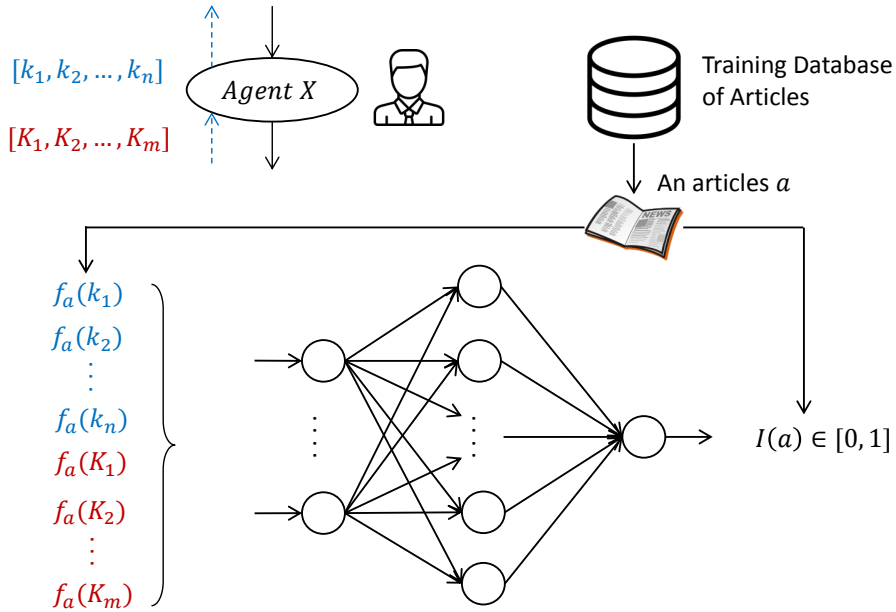 [k₁, k₂, …, kₙ]
Agent X
[K₁, K₂, …, Kₘ]
Training Database
of Articles
An articles a
NEWS
fₐ(k₁)
fₐ(k₂)
⋮
fₐ(kₙ)
fₐ(K₁)
fₐ(K₂)
⋮
fₐ(Kₘ)
⋮
⋮
I(a) ∈ [0, 1]